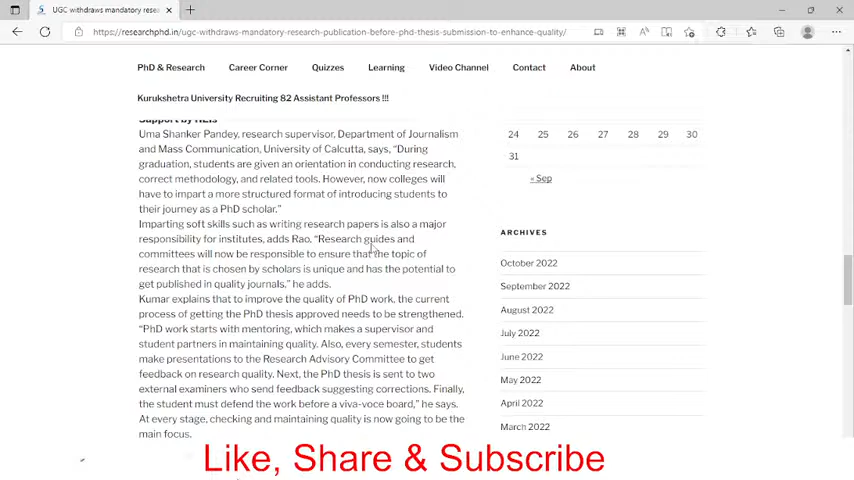 UGC withdraws mandatory rese
https://researchphd.in/ugc-withdraws-mandatory-research-publication-before-phd-thesis-submission-to-enhance-quality/
PhD & Research
Career Corner
Quizzes
Learning
Video Channel
Contact
About
Kurukshetra University Recruiting 82 Assistant Professors !!!
Support by HEIs
Uma Shanker Pandey, research supervisor, Department of Journalism
and Mass Communication, University of Calcutta, says, “During
graduation, students are given an orientation in conducting research,
correct methodology, and related tools. However, now colleges will
have to impart a more structured format of introducing students to
their journey as a PhD scholar.”
Imparting soft skills such as writing research papers is also a major
responsibility for institutes, adds Rao. “Research guides and
committees will now be responsible to ensure that the topic of
research that is chosen by scholars is unique and has the potential to
get published in quality journals.” he adds.
Kumar explains that to improve the quality of PhD work, the current
process of getting the PhD thesis approved needs to be strengthened.
“PhD work starts with mentoring, which makes a supervisor and
student partners in maintaining quality. Also, every semester, students
make presentations to the Research Advisory Committee to get
feedback on research quality. Next, the PhD thesis is sent to two
external examiners who send feedback suggesting corrections. Finally,
the student must defend the work before a viva-voce board,” he says.
At every stage, checking and maintaining quality is now going to be the
main focus.
24 25 26 27 28 29 30
31
« Sep
ARCHIVES
October 2022
September 2022
August 2022
July 2022
June 2022
May 2022
April 2022
March 2022
Like, Share & Subscribe